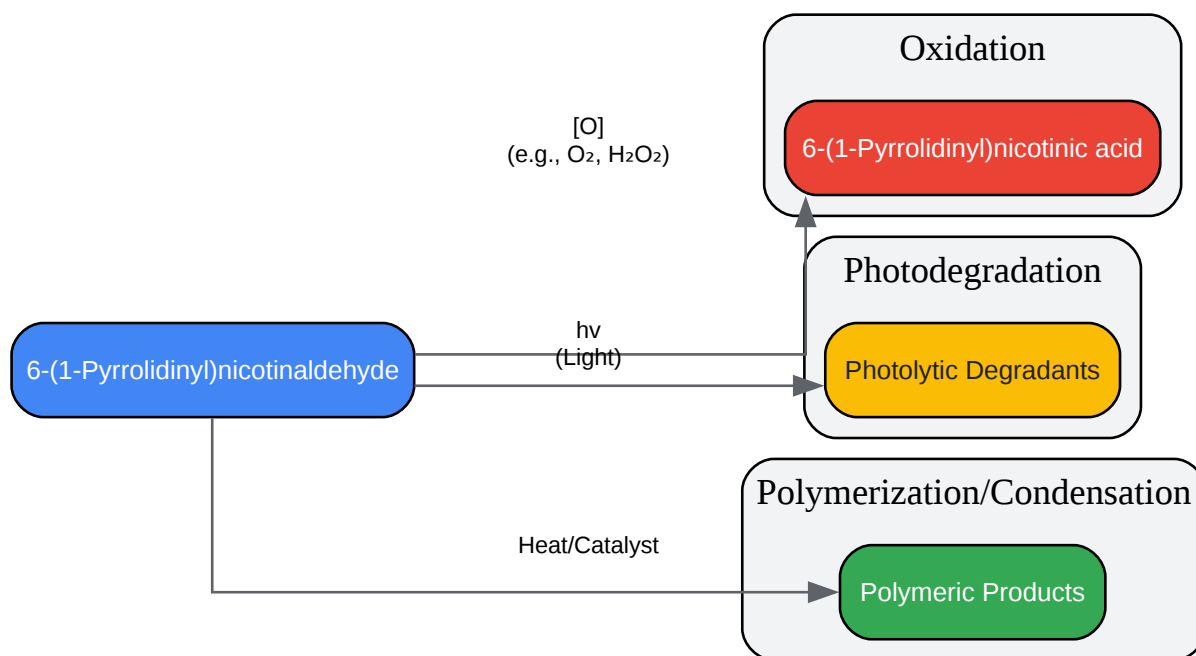 Oxidation
[O]
(e.g., O₂, H₂O₂)
6-(1-Pyrrolidinyl)nicotinic acid
Photodegradation
hv
(Light)
6-(1-Pyrrolidinyl)nicotinaldehyde
Photolytic Degradants
Polymerization/Condensation
Heat/Catalyst
Polymeric Products